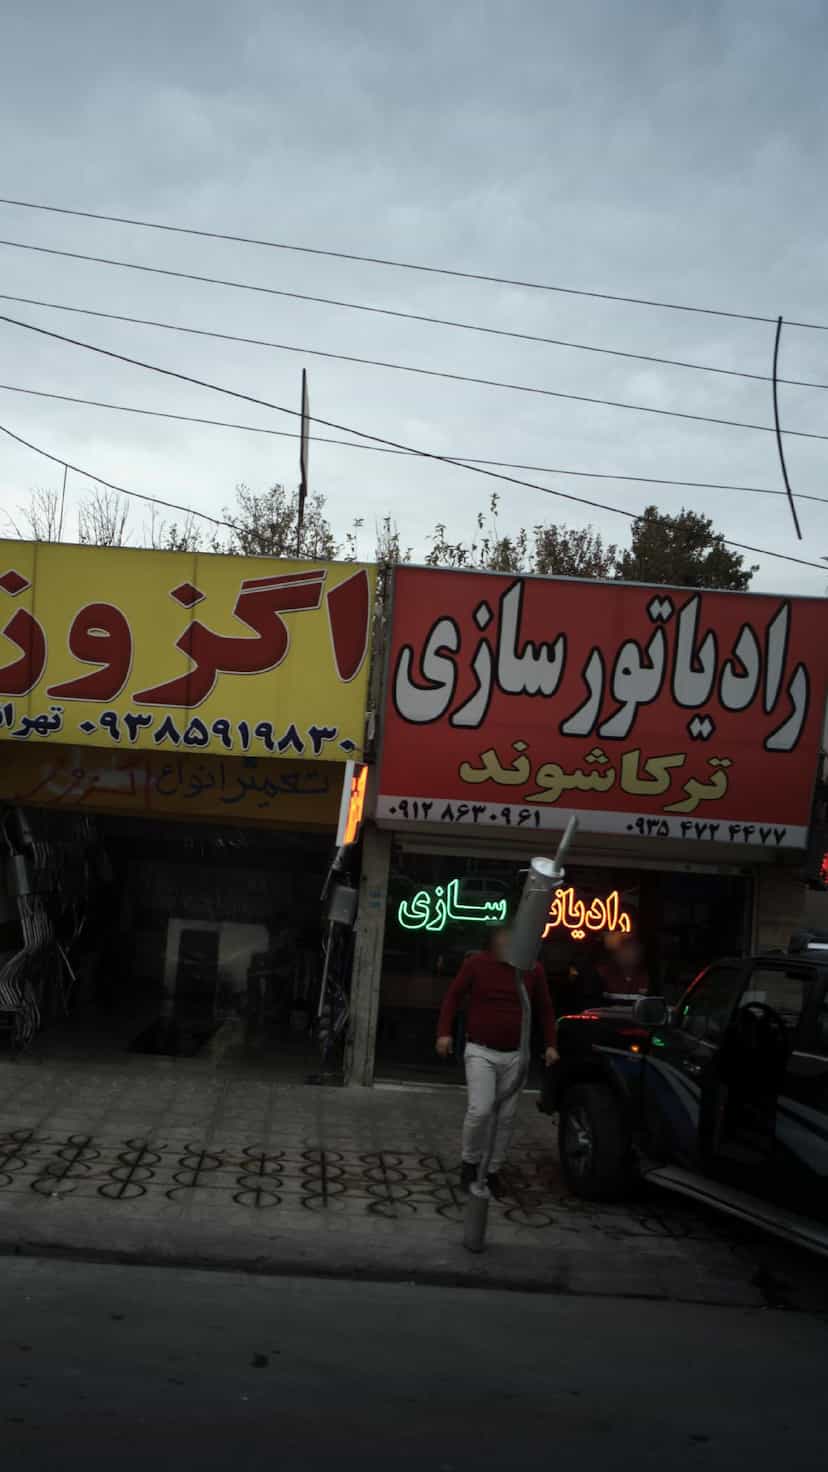 رادیاتور سازی
ترکاشوند
۰۹۱۲ ۸۶۳۰۹۶۱
۰۹۳۵ ۴۷۲ ۴۴۷۷
سازی
اگزوز
۰۹۳۸۵۹۱۹۸۳۰
تعمیر انواع اگزوز